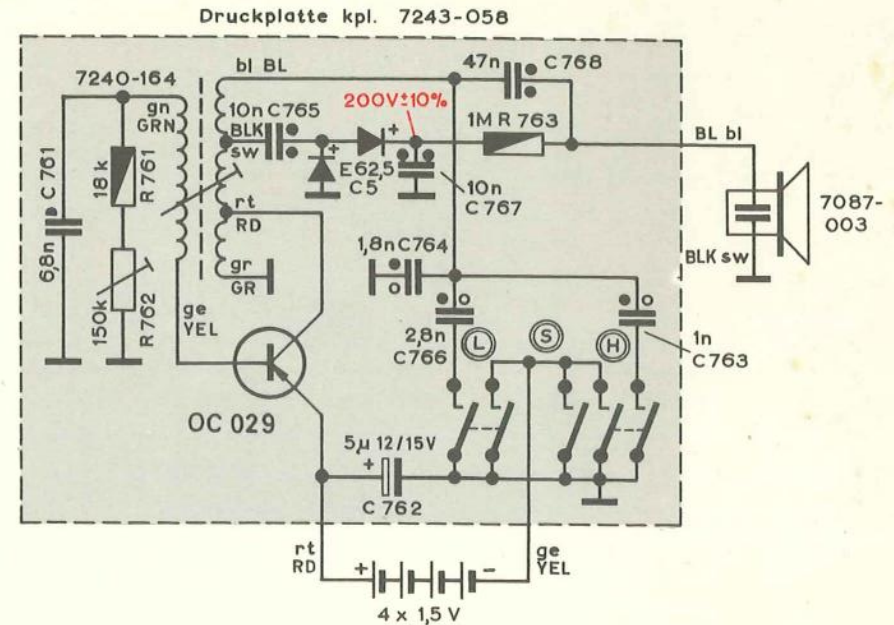 Druckplatte kpl. 7243-058
7240-164
bl BL
47n
C768
gn
GRN
10n C765
200V±10%
1M R 763
BL bl
BLK
sw
C 761
6,8n
18k
R761
E62,5
C5
10n
C767
7087-
003
rt
RD
1,8n C764
BLK sw
gr
GR
150k
R762
ge
YEL
2,8n
C766
L
S
H
1n
C763
OC 029
5µ 12/15V
C 762
rt
RD
ge
YEL
4 x 1,5 V